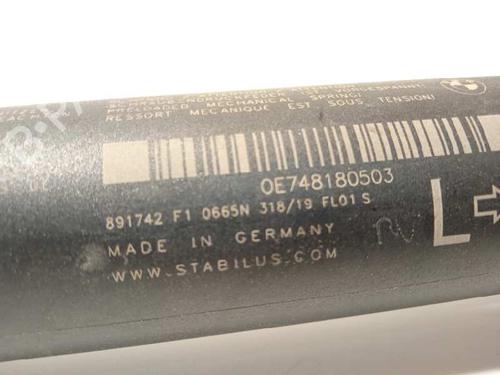 PRELOADED MECHANICAL SPRING!
RESSORT MECANIQUE EST SOUS TENSION!
0E748180503
891742 F1 0665N 318/19 FL01 S
MADE IN GERMANY
WWW.STABILUS.COM
L